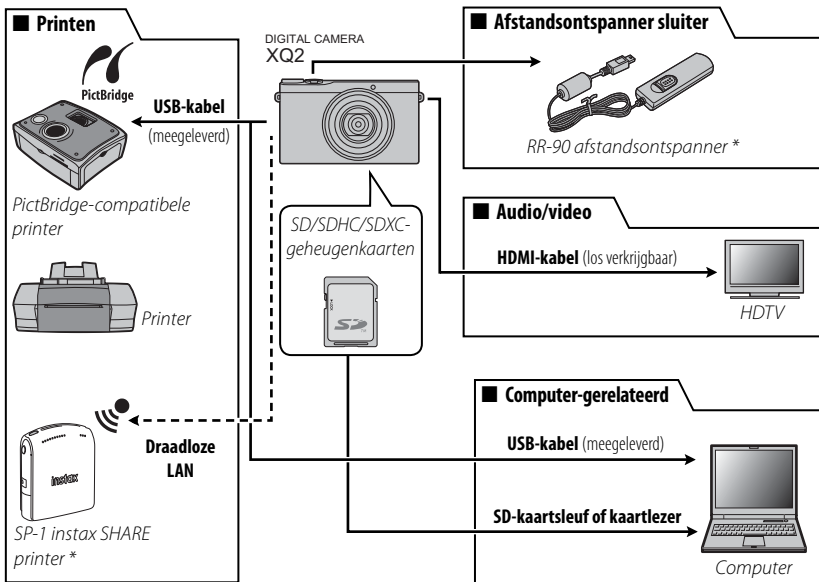 ■ Printen
PictBridge
USB-kabel
(meegeleverd)
PictBridge-compatibele
printer
Printer
Draadloze
LAN
instax
SP-1 instax SHARE
printer *
DIGITAL CAMERA
XQ2
SD/SDHC/SDXC-
geheugenkaarten
LOCK
SD
■ Afstandsontspanner sluiter
RR-90 afstandsontspanner *
■ Audio/video
HDMI-kabel (los verkrijgbaar)
HDTV
■ Computer-gerelateerd
USB-kabel (meegeleverd)
SD-kaartsleuf of kaartlezer
Computer